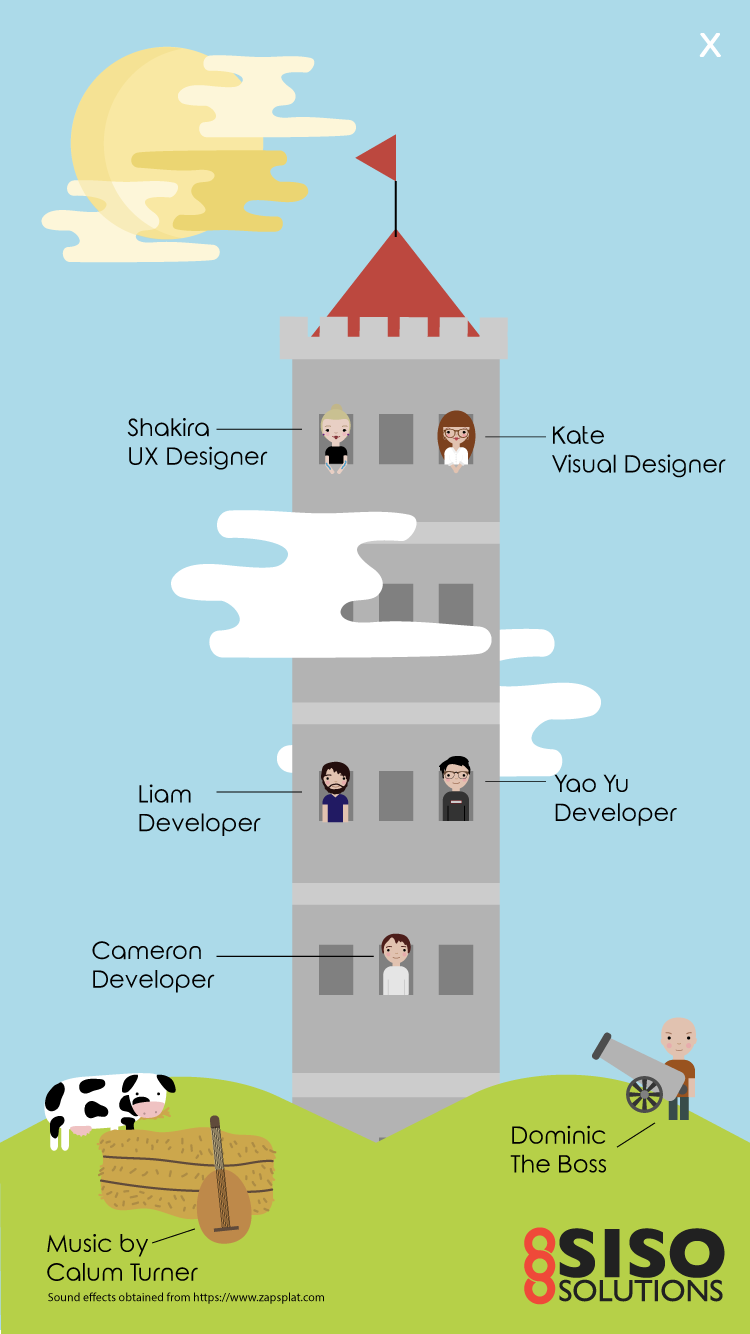 X
Shakira
UX Designer
Kate
Visual Designer
Liam
Developer
Yao Yu
Developer
Cameron
Developer
Dominic
The Boss
Music by
Calum Turner
Sound effects obtained from https://www.zapsplat.com
SISO
SOLUTIONS